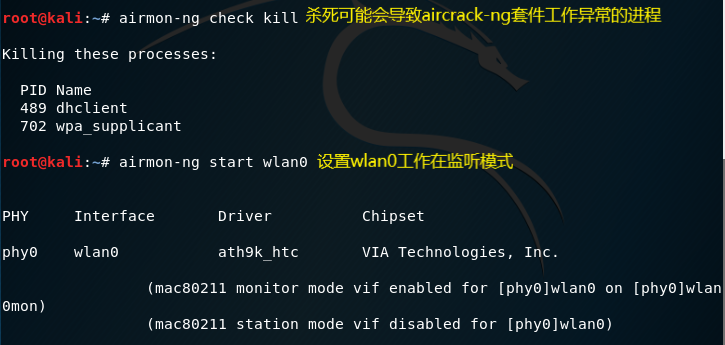 root@kali:~# airmon-ng check kill 杀死可能会导致aircrack-ng套件工作异常的进程
Killing these processes:
PID Name
489 dhclient
702 wpa_supplicant
root@kali:~# airmon-ng start wlan0 设置wlan0工作在监听模式
PHY Interface Driver Chipset
phy0 wlan0 ath9k_htc VIA Technologies, Inc.
(mac80211 monitor mode vif enabled for [phy0]wlan0 on [phy0]wlan
0mon)
(mac80211 station mode vif disabled for [phy0]wlan0)